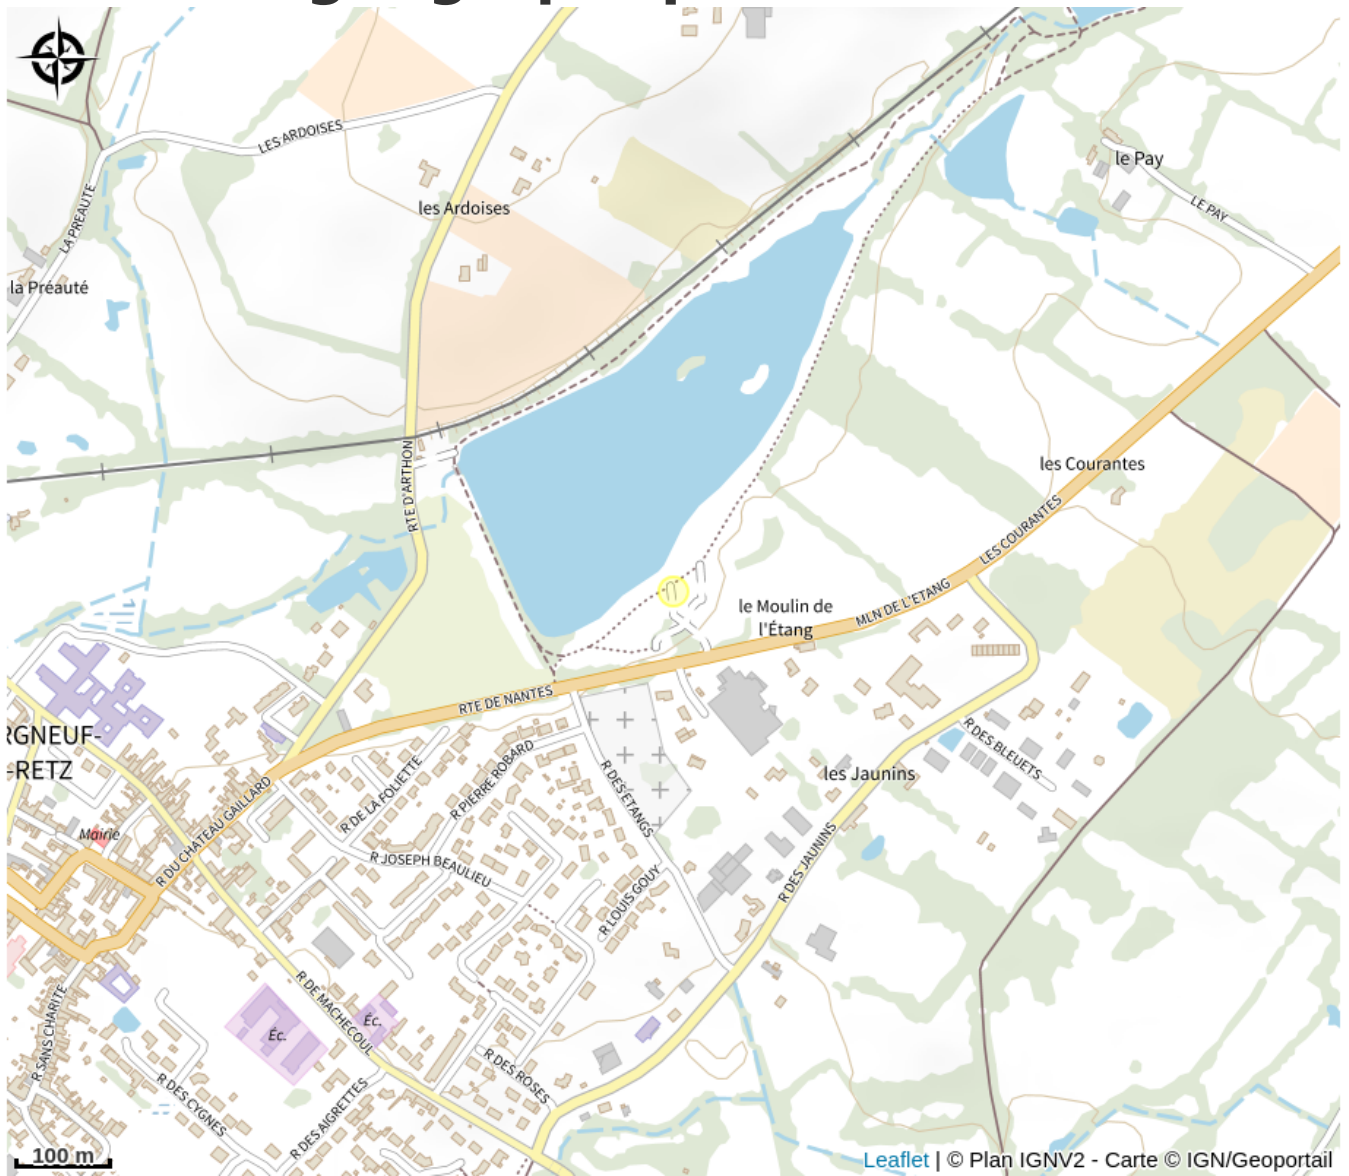 le Pay
LES ARDOISES
LE PAY
LA PREAUTE
les Ardoises
la Préauté
RTE D'ARTHON
les Courantes
LES COURANTES
le Moulin de
l'Étang
MLN DE L'ETANG
RTE DE NANTES
RGNEUF-
-RETZ
R DES BLEUETS
R PIERRE ROBARD
R DE LA FOLIETTE
R DES ETANGS
les Jaunins
R DU CHATEAU GAILLARD
Mairie
R JOSEPH BEAULIEU
R DES JAUNINS
R LOUIS GOUY
R DE MACHECOUL
Éc.
Éc.
R SANS CHARITE
R DES ROSES
R DES CYGNES
R DES AIGRETTES
100 m
Leaflet | © Plan IGNV2 - Carte © IGN/Geoportail